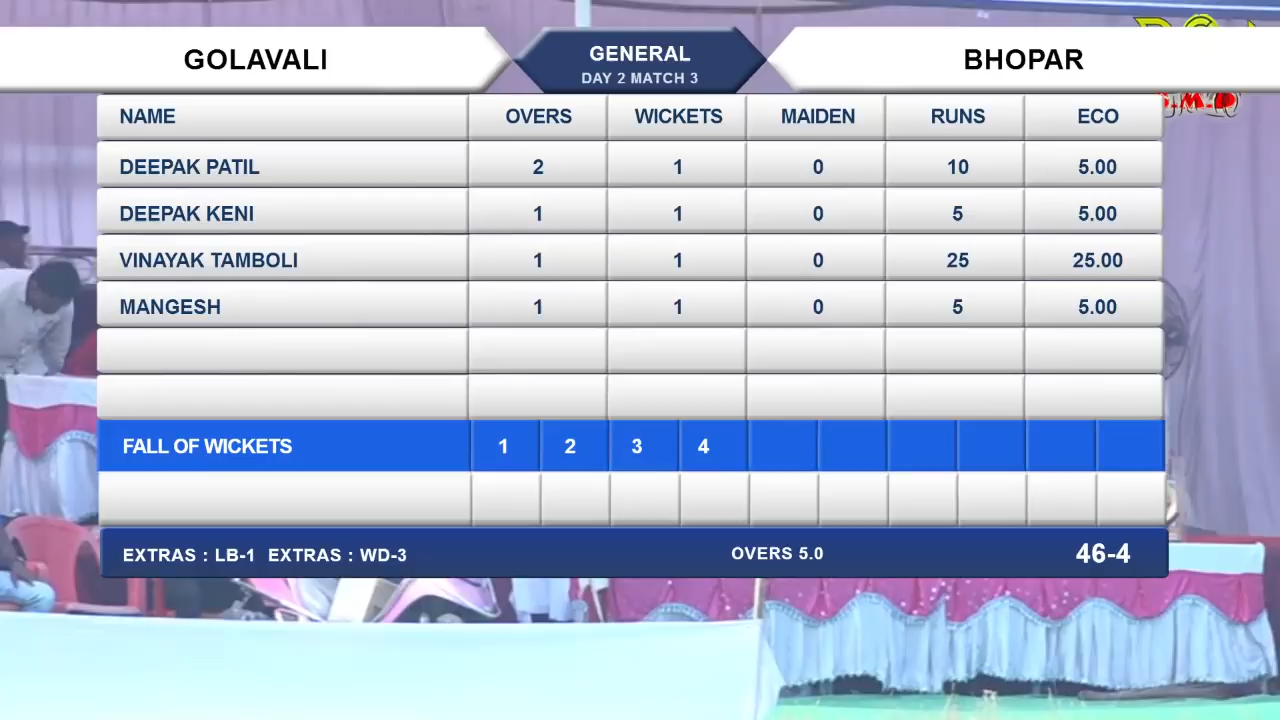 GOLAVALI
GENERAL
DAY 2 MATCH 3
BHOPAR
NAME OVERS WICKETS MAIDEN RUNS ECO
DEEPAK PATIL 2 1 0 10 5.00
DEEPAK KENI 1 1 0 5 5.00
VINAYAK TAMBOLI 1 1 0 25 25.00
MANGESH 1 1 0 5 5.00
FALL OF WICKETS 1 2 3 4
EXTRAS : LB-1 EXTRAS : WD-3 OVERS 5.0 46-4